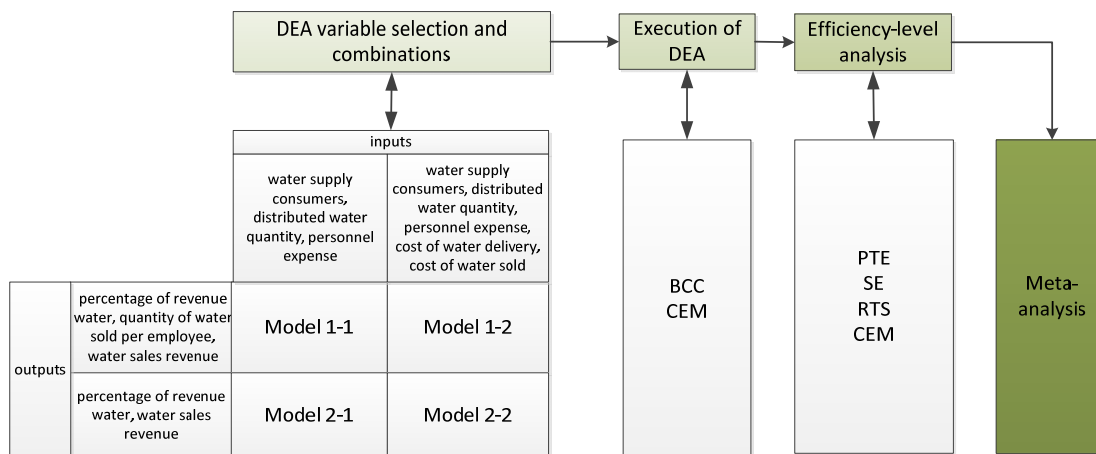 DEA variable selection and
combinations
Execution of
DEA
Efficiency-level
analysis
inputs
water supply
consumers,
distributed water
quantity, personnel
expense
water supply
consumers, distributed
water quantity,
personnel expense,
cost of water delivery,
cost of water sold
outputs
percentage of revenue
water, quantity of water
sold per employee,
water sales revenue
Model 1-1
Model 1-2
percentage of revenue
water, water sales
revenue
Model 2-1
Model 2-2
BCC
CEM
PTE
SE
RTS
CEM
Meta-
analysis